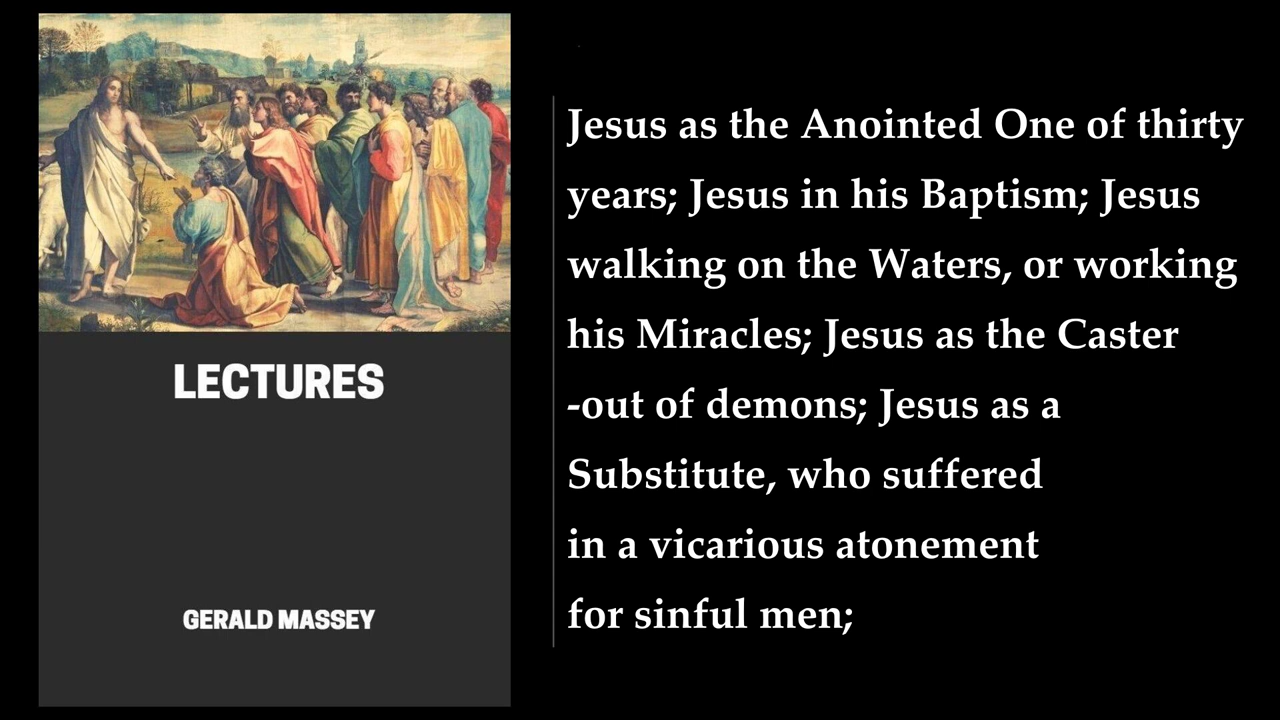 LECTURES
GERALD MASSEY
Jesus as the Anointed One of thirty
years; Jesus in his Baptism; Jesus
walking on the Waters, or working
his Miracles; Jesus as the Caster
-out of demons; Jesus as a
Substitute, who suffered
in a vicarious atonement
for sinful men;